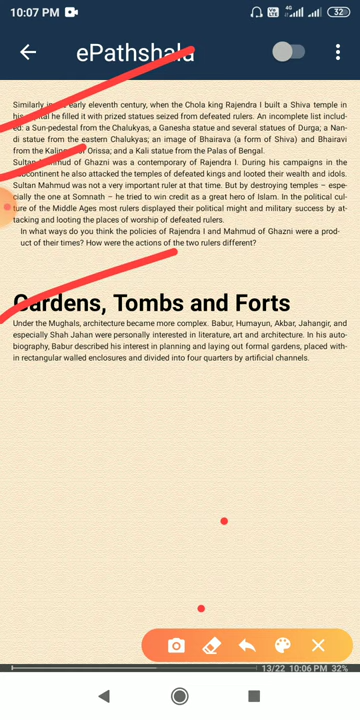 10:07 PM
4G
32
ePathshala
Similarly in early eleventh century, when the Chola king Rajendra I built a Shiva temple in
his he filled it with prized statues seized from defeated rulers. An incomplete list includ-
ed: a Sun-pedestal from the Chalukyas, a Ganesha statue and several statues of Durga; a Nan-
di statue from the eastern Chalukyas; an image of Bhairava (a form of Shiva) and Bhairavi
from the Kalingas of Orissa; and a Kali statue from the Palas of Bengal.
Sultan Mahmud of Ghazni was a contemporary of Rajendra I. During his campaigns in the
subcontinent he also attacked the temples of defeated kings and looted their wealth and idols.
Sultan Mahmud was not a very important ruler at that time. But by destroying temples – espe-
cially the one at Somnath – he tried to win credit as a great hero of Islam. In the political cul-
ture of the Middle Ages most rulers displayed their political might and military success by at-
tacking and looting the places of worship of defeated rulers.
In what ways do you think the policies of Rajendra I and Mahmud of Ghazni were a prod-
uct of their times? How were the actions of the two rulers different?
Gardens, Tombs and Forts
Under the Mughals, architecture became more complex. Babur, Humayun, Akbar, Jahangir, and
especially Shah Jahan were personally interested in literature, art and architecture. In his auto-
biography, Babur described his interest in planning and laying out formal gardens, placed with-
in rectangular walled enclosures and divided into four quarters by artificial channels.
13/22 10:06 PM 32%